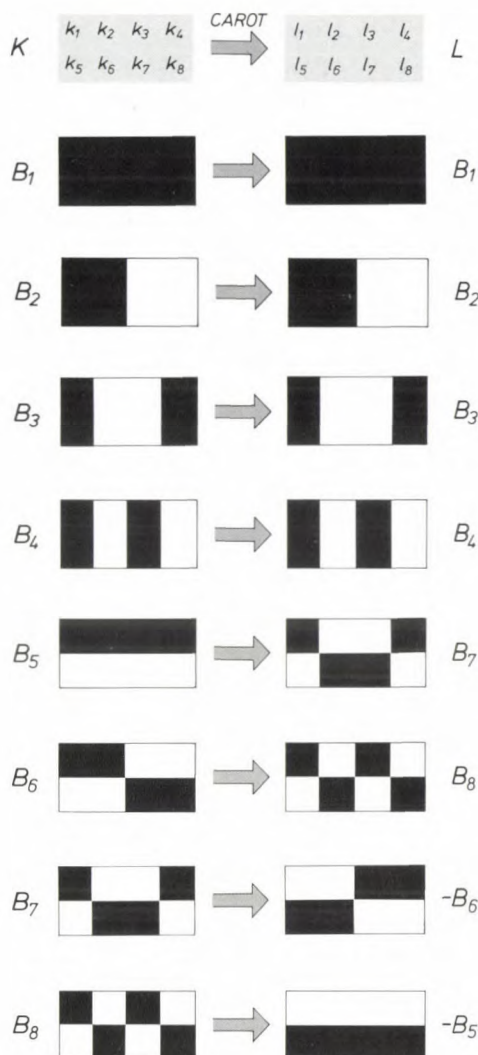 CAROT
K k1 k2 k3 k4 l1 l2 l3 l4 L
k5 k6 k7 k8 l5 l6 l7 l8
B1 B1
B2 B2
B3 B3
B4 B4
B5 B7
B6 B8
B7 -B6
B8 -B5